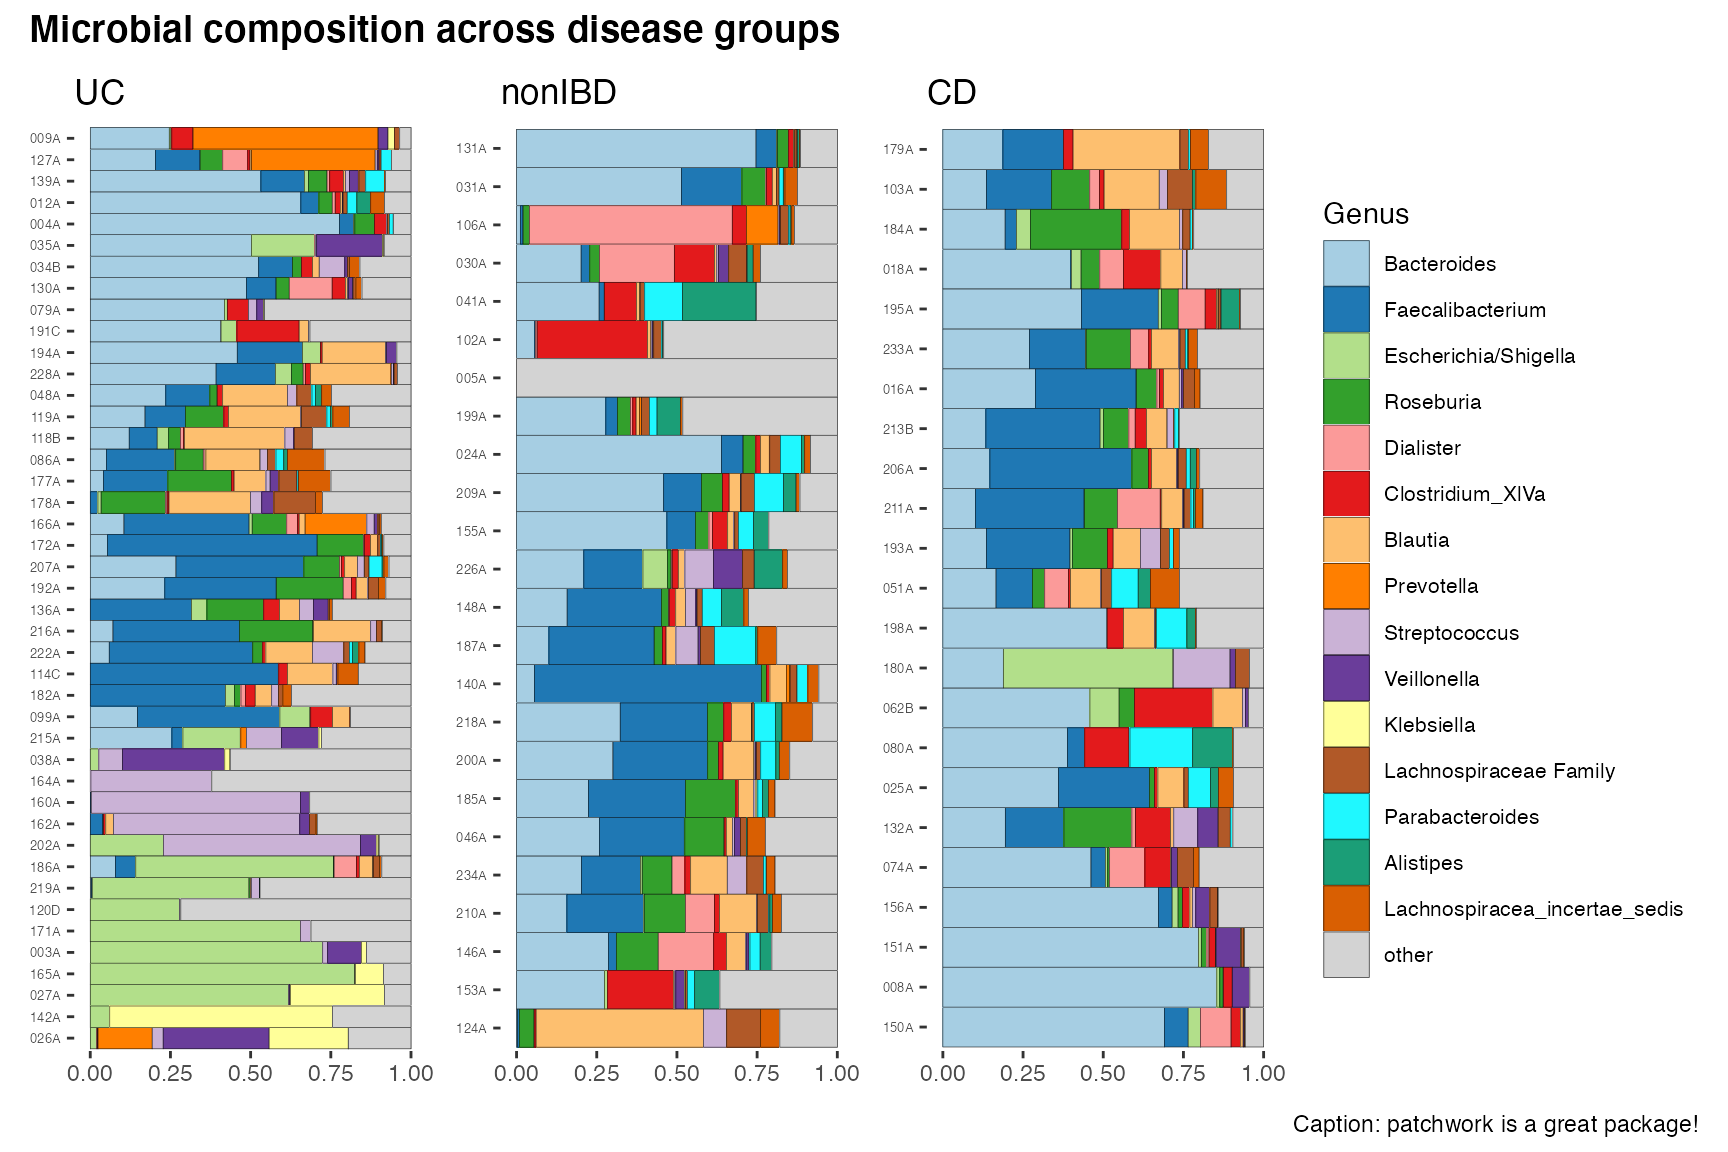 Microbial composition across disease groups
UC
009A
127A
139A
012A
004A
035A
034B
130A
079A
191C
194A
228A
048A
119A
118B
086A
177A
178A
166A
172A
207A
192A
136A
216A
222A
114C
182A
099A
215A
038A
164A
160A
162A
202A
186A
219A
120D
171A
003A
165A
027A
142A
026A
0.00 0.25 0.50 0.75 1.00
nonIBD
131A
031A
106A
030A
041A
102A
005A
199A
024A
209A
155A
226A
148A
187A
140A
218A
200A
185A
046A
234A
210A
146A
153A
124A
0.00 0.25 0.50 0.75 1.00
CD
179A
103A
184A
018A
195A
233A
016A
213B
206A
211A
193A
051A
198A
180A
062B
080A
025A
132A
074A
156A
151A
008A
150A
0.00 0.25 0.50 0.75 1.00
Genus
Bacteroides
Faecalibacterium
Escherichia/Shigella
Roseburia
Dialister
Clostridium_XlVa
Blautia
Prevotella
Streptococcus
Veillonella
Klebsiella
Lachnospiraceae Family
Parabacteroides
Alistipes
Lachnospiracea_incertae_sedis
other
Caption: patchwork is a great package!